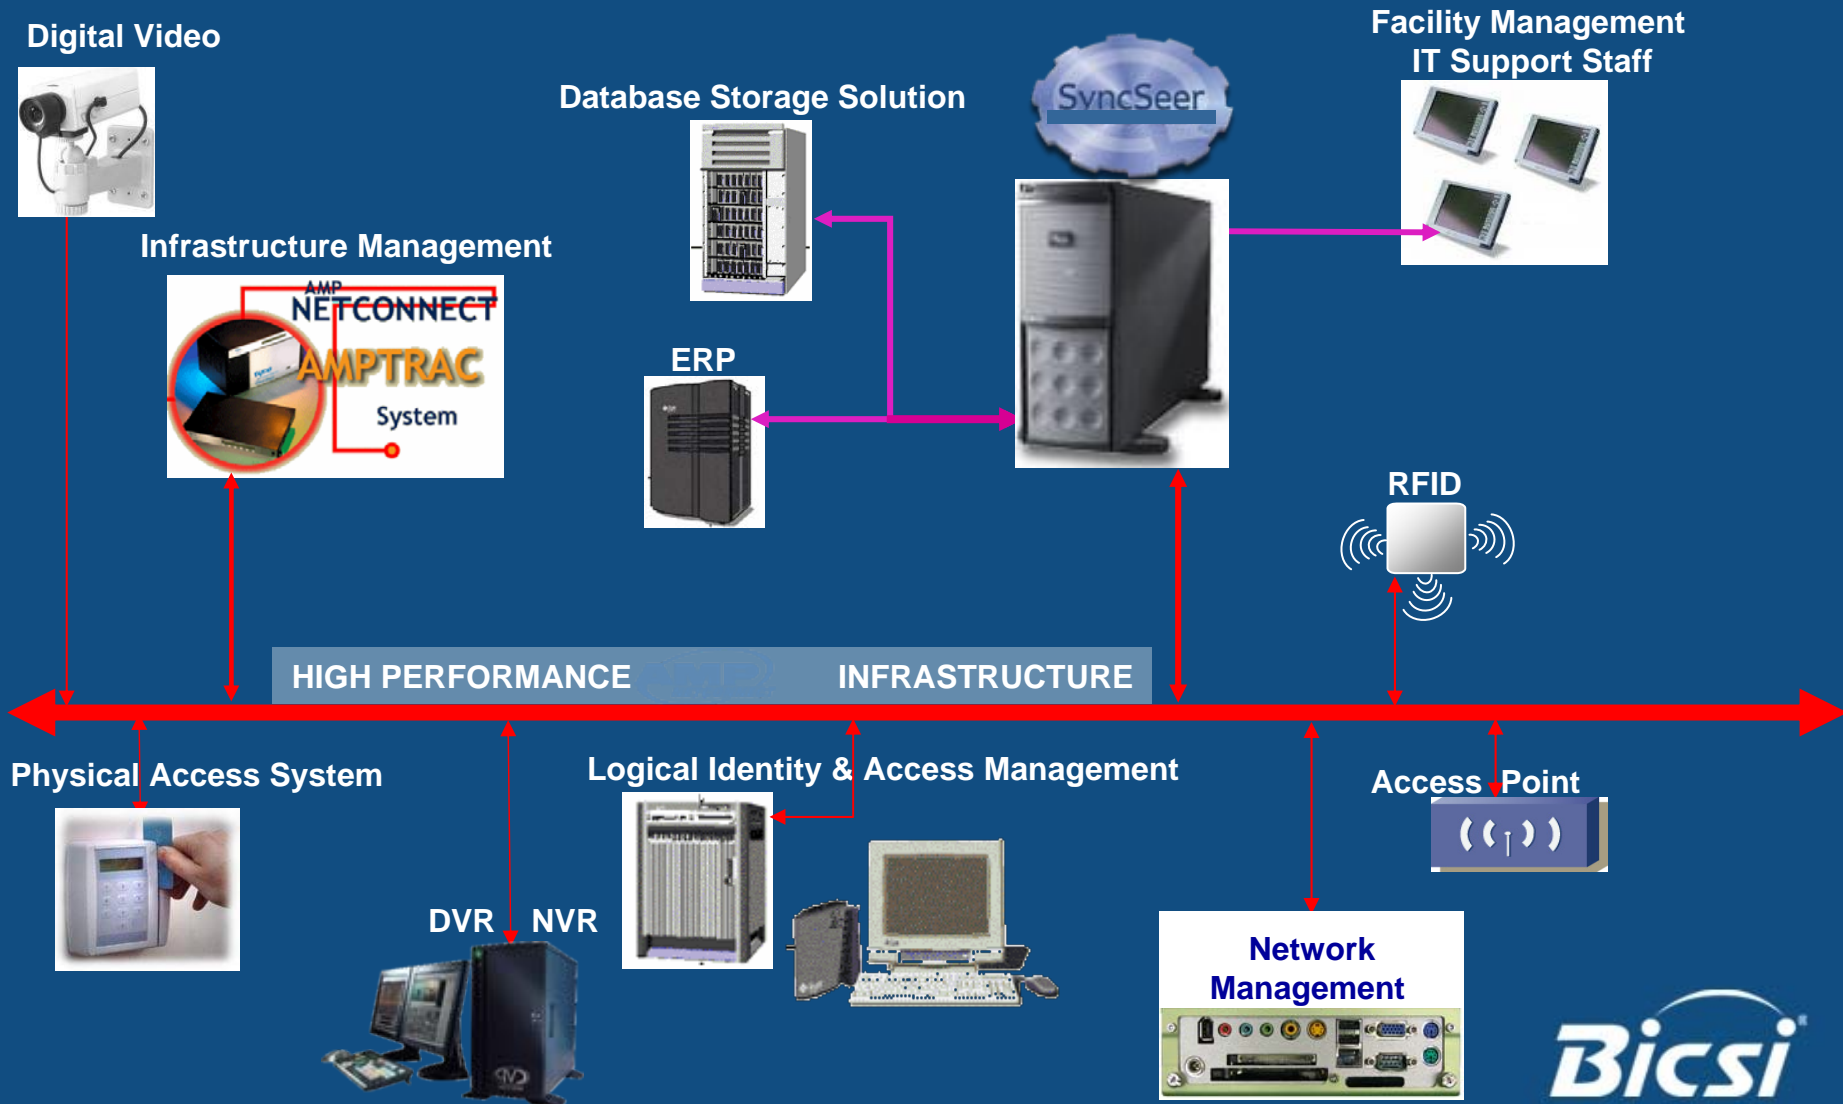 Digital Video
Facility Management
IT Support Staff
Database Storage Solution
SyncSeer
Infrastructure Management
AMP
NETCONNECT
AMPTRAC
System
ERP
RFID
HIGH PERFORMANCE AMP INFRASTRUCTURE
Physical Access System
Logical Identity & Access Management
Access Point
DVR NVR
Network
Management
Bicsi